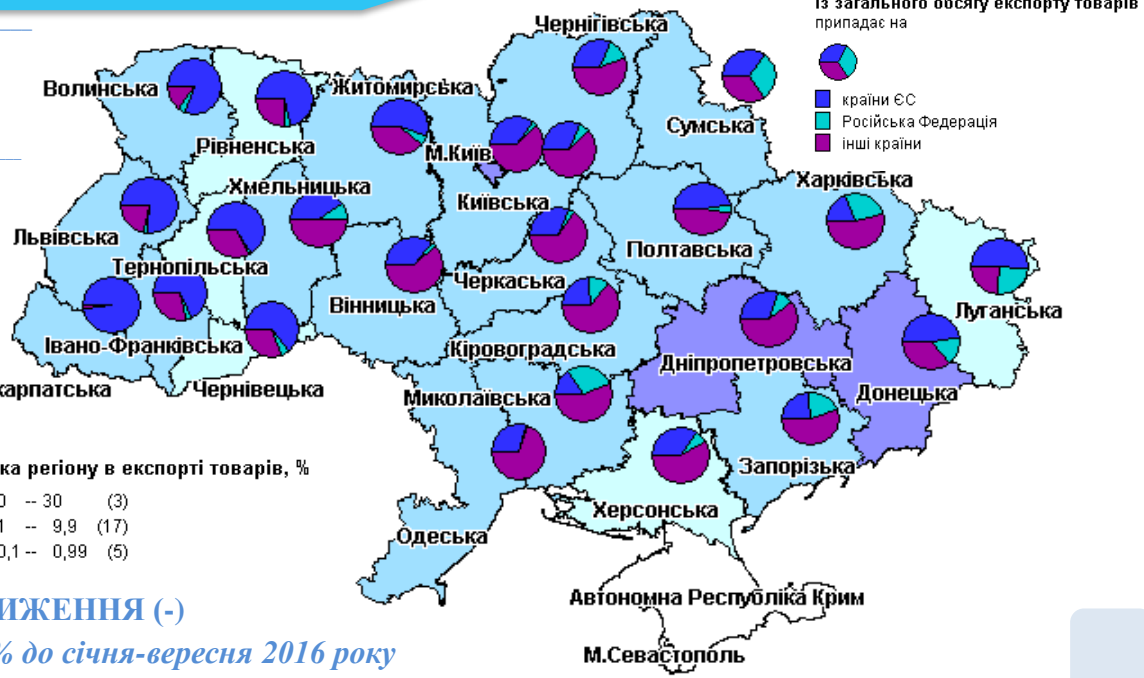 із загального обсягу експорту товарів
припадає на
країни ЄС
Російська Федерація
інші країни
Чернігівська
Волинська
Житомирська
Сумська
Рівненська
М.Київ
Хмельницька
Харківська
Київська
Львівська
Полтавська
Тернопільська
Черкаська
Вінницька
Луганська
Івано-Франківська
Кіровоградська
Дніпропетровська
карпатська
Чернівецька
Миколаївська
Донецька
Запорізька
Херсонська
Одеська
Автономна Республіка Крим
М.Севастополь
ка регіону в експорті товарів, %
0 -- 30 (3)
1 -- 9,9 (17)
0,1 -- 0,99 (5)
ИЖЕННЯ (-)
% до січня-вересня 2016 року